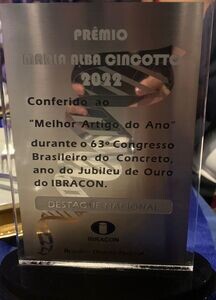 PRÊMIO
MARIA ALBA CINCOTTO
2022
Conferido ao
"Melhor Artigo do Ano"
durante o 63º Congresso
Brasileiro do Concreto,
ano do Jubileu de Ouro
do IBRACON.
DESTAQUE NACIONAL
IBRACON